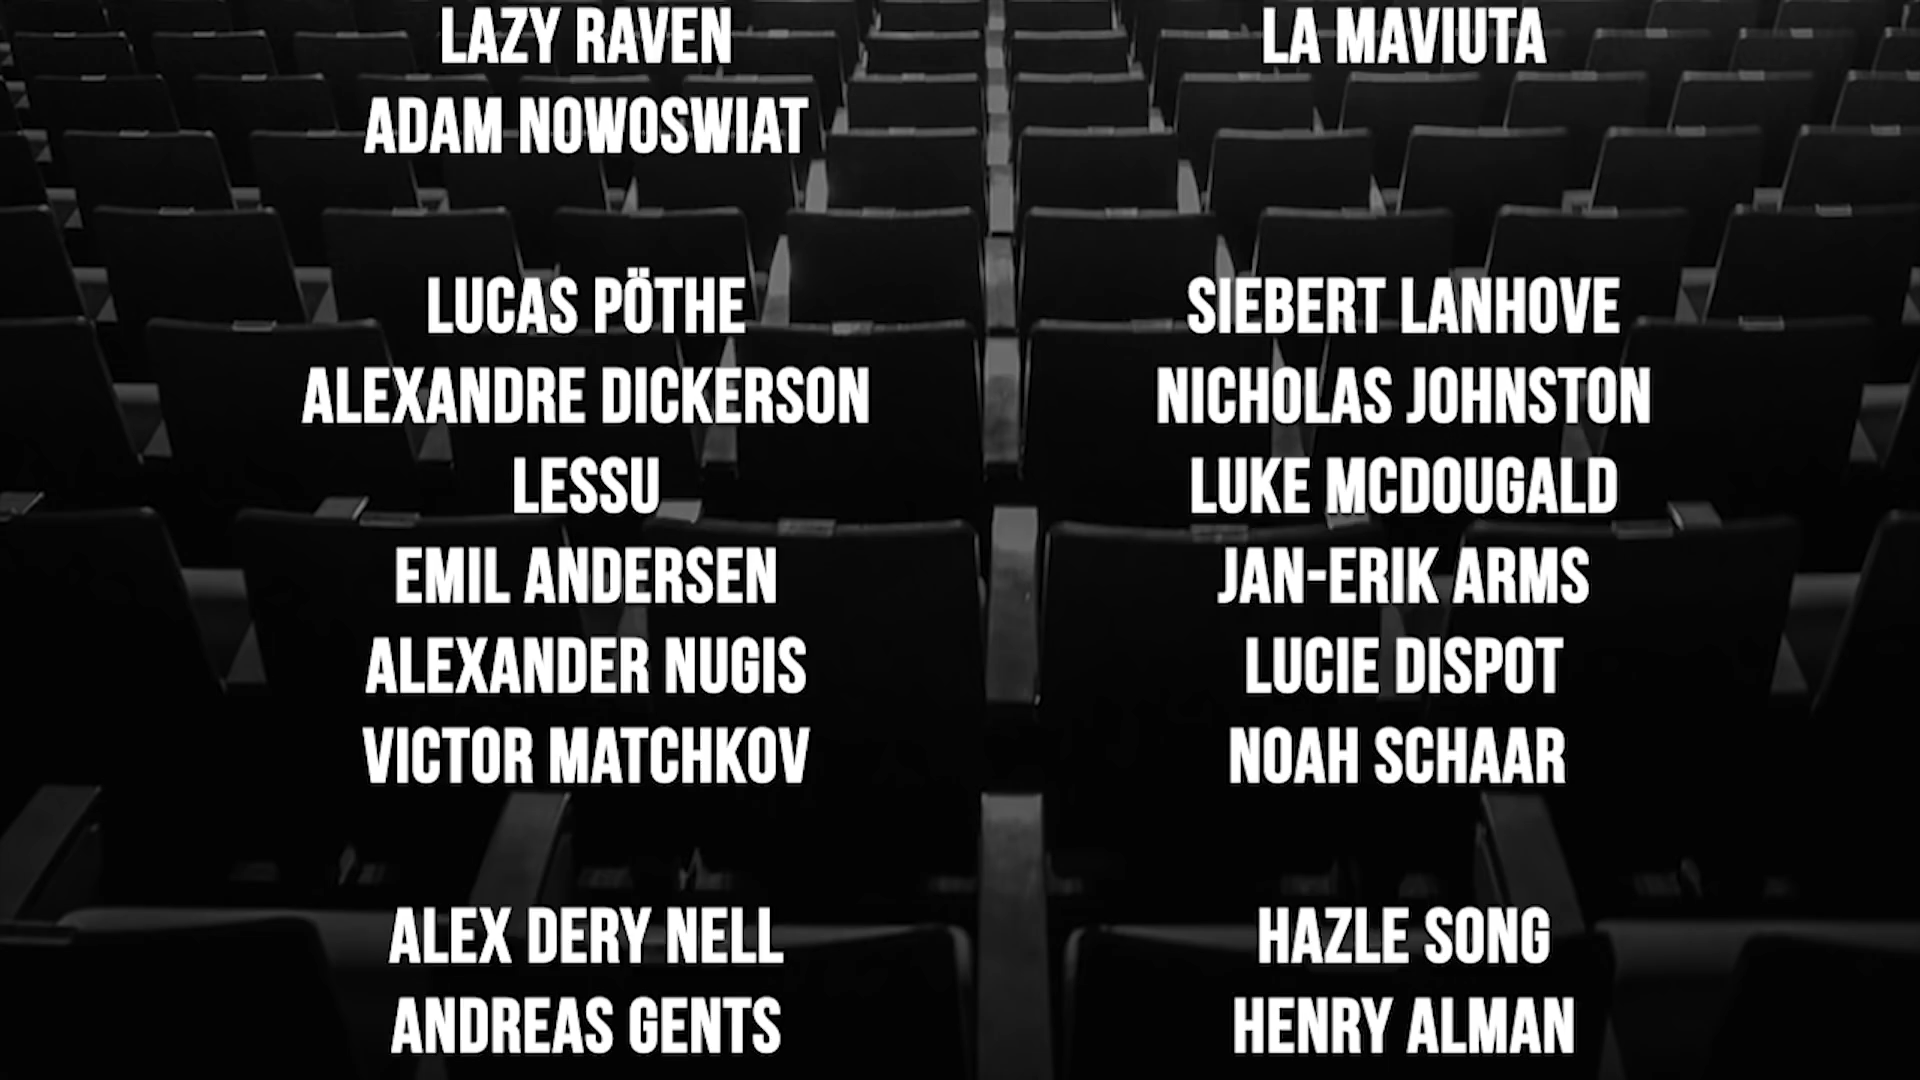 LAZY RAVEN
LA MAVIUTA
ADAM NOWOSWIAT
LUCAS PÖTHE
SIEBERT LANHOVE
ALEXANDRE DICKERSON
NICHOLAS JOHNSTON
LESSU
LUKE MCDOUGALD
EMIL ANDERSEN
JAN-ERIK ARMS
ALEXANDER NUGIS
LUCIE DISPOT
VICTOR MATCHKOV
NOAH SCHAAR
ALEX DERY NELL
HAZLE SONG
ANDREAS GENTS
HENRY ALMAN